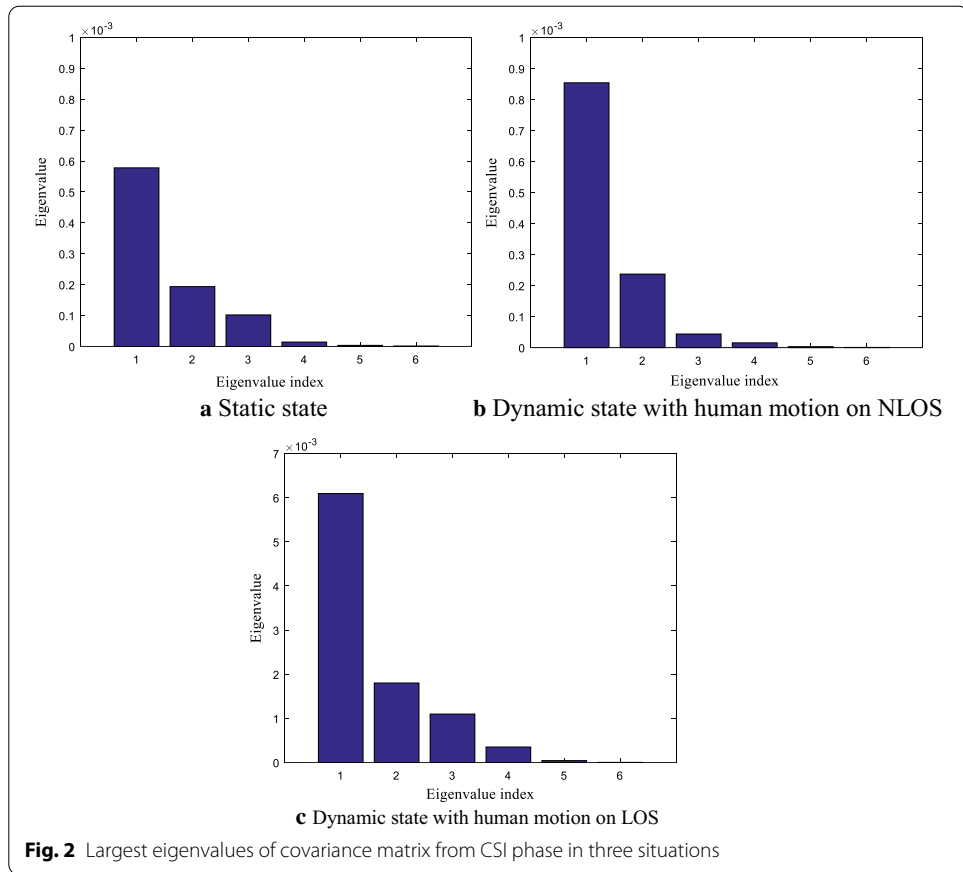 ×10⁻³
1
0.9
0.8
0.7
0.6
0.5
0.4
0.3
0.2
0.1
0
Eigenvalue
1 2 3 4 5 6
Eigenvalue index
a Static state
×10⁻³
1
0.9
0.8
0.7
0.6
0.5
0.4
0.3
0.2
0.1
0
Eigenvalue
1 2 3 4 5 6
Eigenvalue index
b Dynamic state with human motion on NLOS
×10⁻³
7
6
5
4
3
2
1
0
Eigenvalue
1 2 3 4 5 6
Eigenvalue index
c Dynamic state with human motion on LOS
Fig. 2 Largest eigenvalues of covariance matrix from CSI phase in three situations